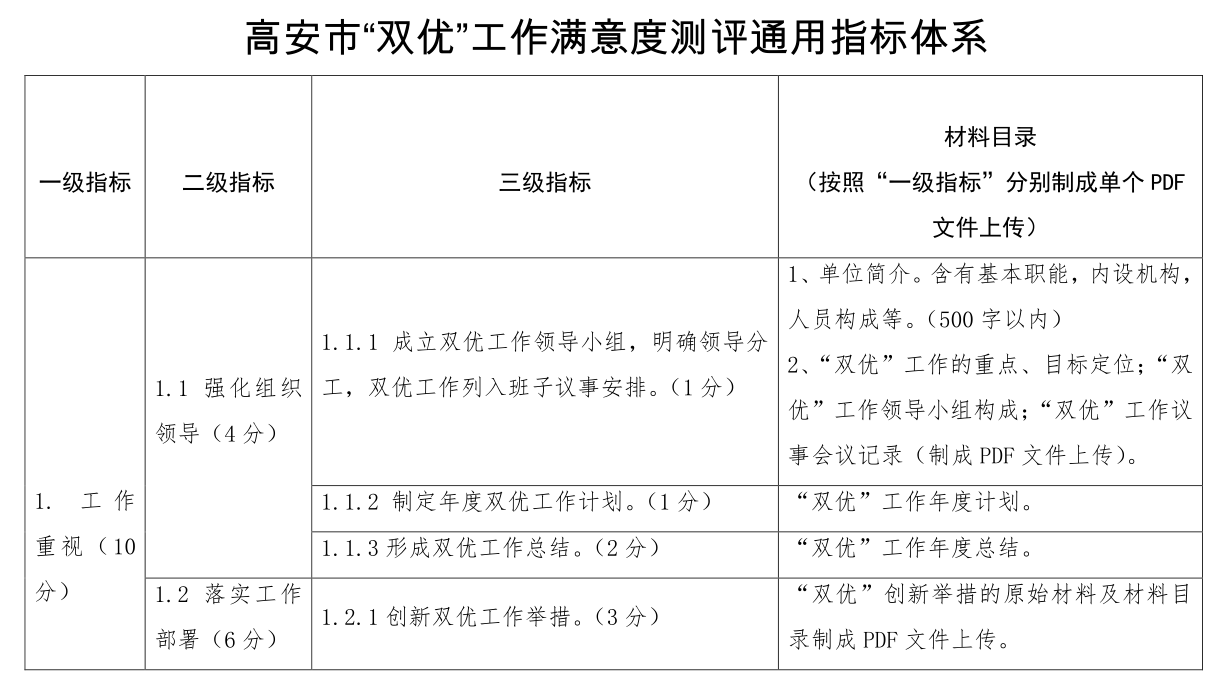 高安市“双优”工作满意度测评通用指标体系
一级指标
二级指标
三级指标
材料目录
（按照“一级指标”分别制成单个 PDF
文件上传）
1. 工作
重视（10
分）
1.1 强化组织
领导（4 分）
1.1.1 成立双优工作领导小组，明确领导分
工，双优工作列入班子议事安排。（1 分）
1、单位简介。含有基本职能，内设机构，
人员构成等。（500 字以内）
2、“双优”工作的重点、目标定位；“双
优”工作领导小组构成；“双优”工作议
事会议记录（制成 PDF 文件上传）。
1.1.2 制定年度双优工作计划。（1 分）
“双优”工作年度计划。
1.1.3 形成双优工作总结。（2 分）
“双优”工作年度总结。
1.2 落实工作
部署（6 分）
1.2.1 创新双优工作举措。（3 分）
“双优”创新举措的原始材料及材料目
录制成 PDF 文件上传。